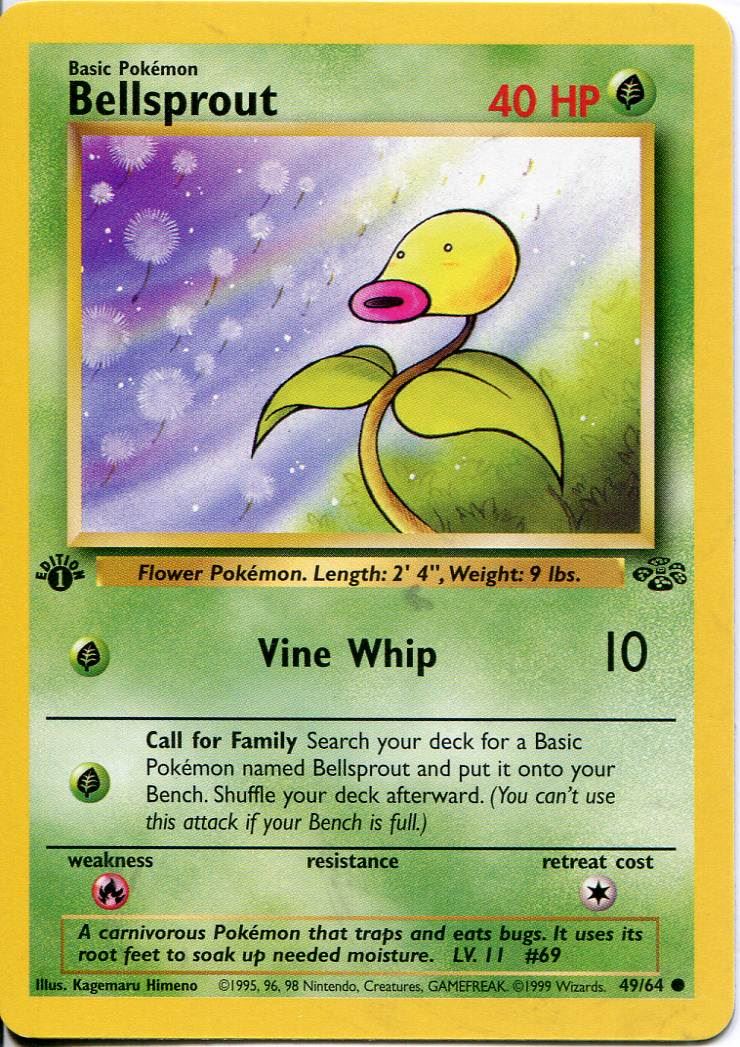 Basic Pokémon
Bellsprout
40 HP
EDITION
1
Flower Pokémon. Length: 2' 4", Weight: 9 lbs.
Vine Whip 10
Call for Family Search your deck for a Basic
Pokémon named Bellsprout and put it onto your
Bench. Shuffle your deck afterward. (You can't use
this attack if your Bench is full.)
weakness resistance retreat cost
A carnivorous Pokémon that traps and eats bugs. It uses its
root feet to soak up needed moisture. LV. 11 #69
Illus. Kagemaru Himeno ©1995, 96, 98 Nintendo, Creatures, GAMEFREAK. ©1999 Wizards. 49/64